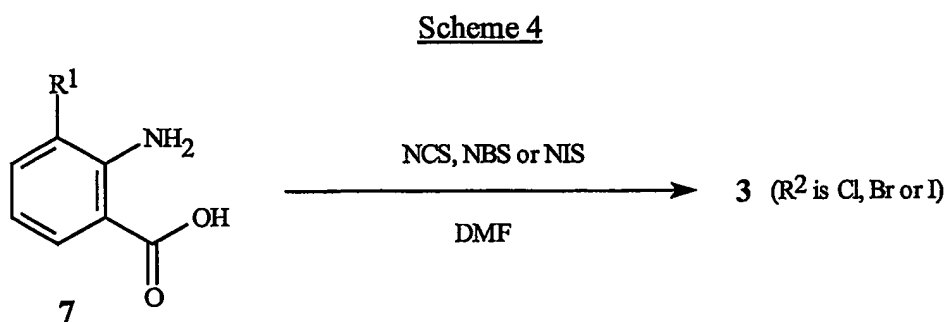 Scheme 4
R1
NH2
OH
O
7
NCS, NBS or NIS
DMF
3 (R2 is Cl, Br or I)